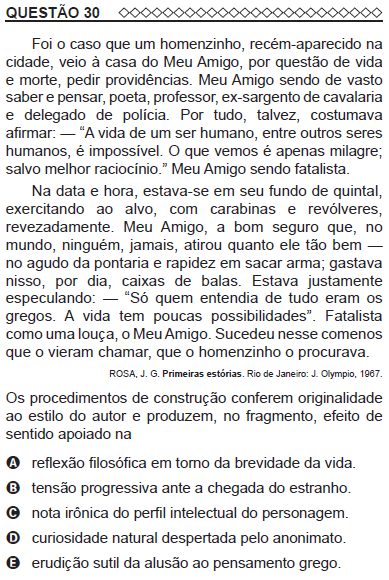 QUESTÃO 30
Foi o caso que um homenzinho, recém-aparecido na
cidade, veio à casa do Meu Amigo, por questão de vida
e morte, pedir providências. Meu Amigo sendo de vasto
saber e pensar, poeta, professor, ex-sargento de cavalaria
e delegado de polícia. Por tudo, talvez, costumava
afirmar: — “A vida de um ser humano, entre outros seres
humanos, é impossível. O que vemos é apenas milagre;
salvo melhor raciocínio.” Meu Amigo sendo fatalista.
Na data e hora, estava-se em seu fundo de quintal,
exercitando ao alvo, com carabinas e revólveres,
revezadamente. Meu Amigo, a bom seguro que, no
mundo, ninguém, jamais, atirou quanto ele tão bem —
no agudo da pontaria e rapidez em sacar arma; gastava
nisso, por dia, caixas de balas. Estava justamente
especulando: — “Só quem entendia de tudo eram os
gregos. A vida tem poucas possibilidades”. Fatalista
como uma louça, o Meu Amigo. Sucedeu nesse comenos
que o vieram chamar, que o homenzinho o procurava.
ROSA, J. G. Primeiras estórias. Rio de Janeiro: J. Olympio, 1967.
Os procedimentos de construção conferem originalidade
ao estilo do autor e produzem, no fragmento, efeito de
sentido apoiado na
A reflexão filosófica em torno da brevidade da vida.
B tensão progressiva ante a chegada do estranho.
C nota irônica do perfil intelectual do personagem.
D curiosidade natural despertada pelo anonimato.
E erudição sutil da alusão ao pensamento grego.